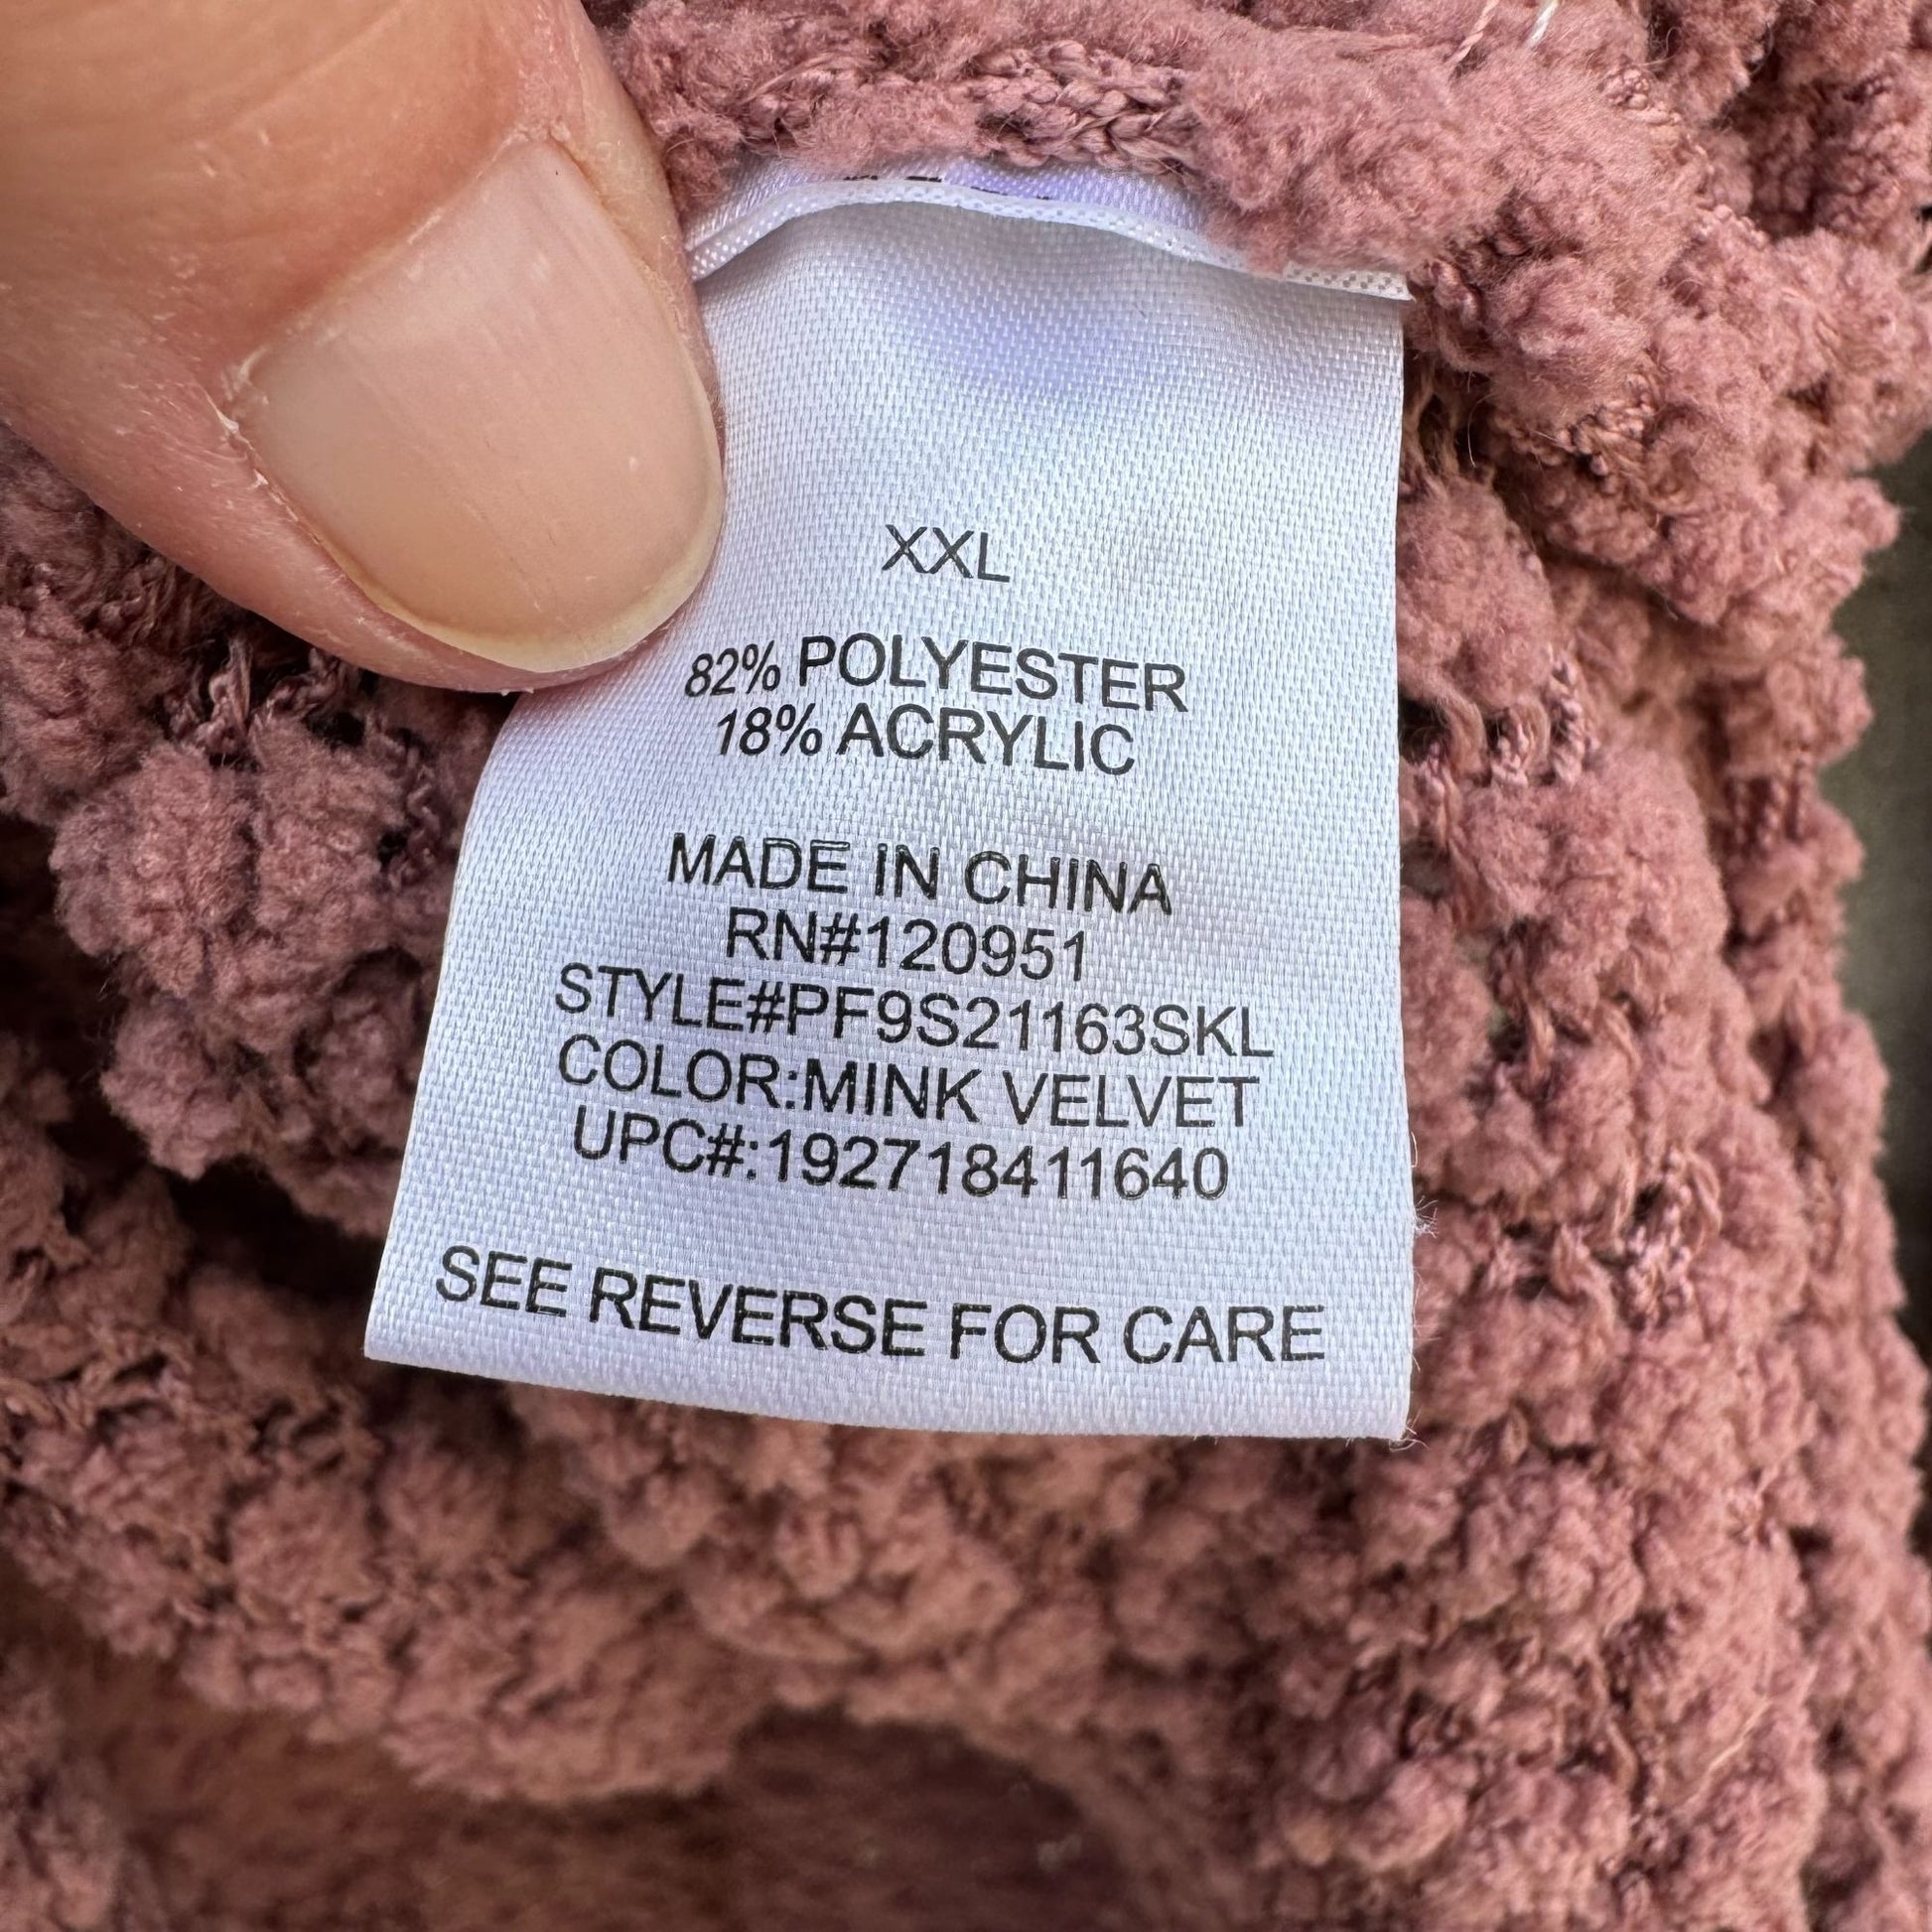 XXL
82% POLYESTER
18% ACRYLIC
MADE IN CHINA
RN#120951
STYLE#PF9S21163SKL
COLOR:MINK VELVET
UPC#:192718411640
SEE REVERSE FOR CARE